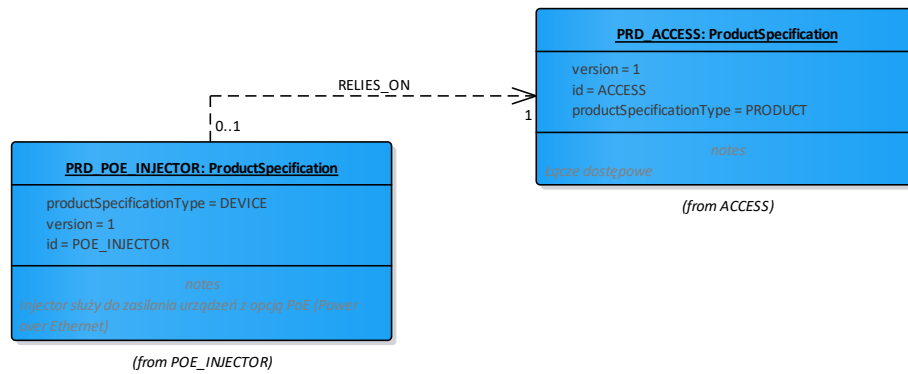 PRD_ACCESS: ProductSpecification
version = 1
id = ACCESS
productSpecificationType = PRODUCT
notes
Łącze dostępowe
(from ACCESS)
RELIES_ON
1
0..1
PRD_POE_INJECTOR: ProductSpecification
productSpecificationType = DEVICE
version = 1
id = POE_INJECTOR
notes
Injector służy do zasilania urządzeń z opcją PoE (Power
over Ethernet)
(from POE_INJECTOR)